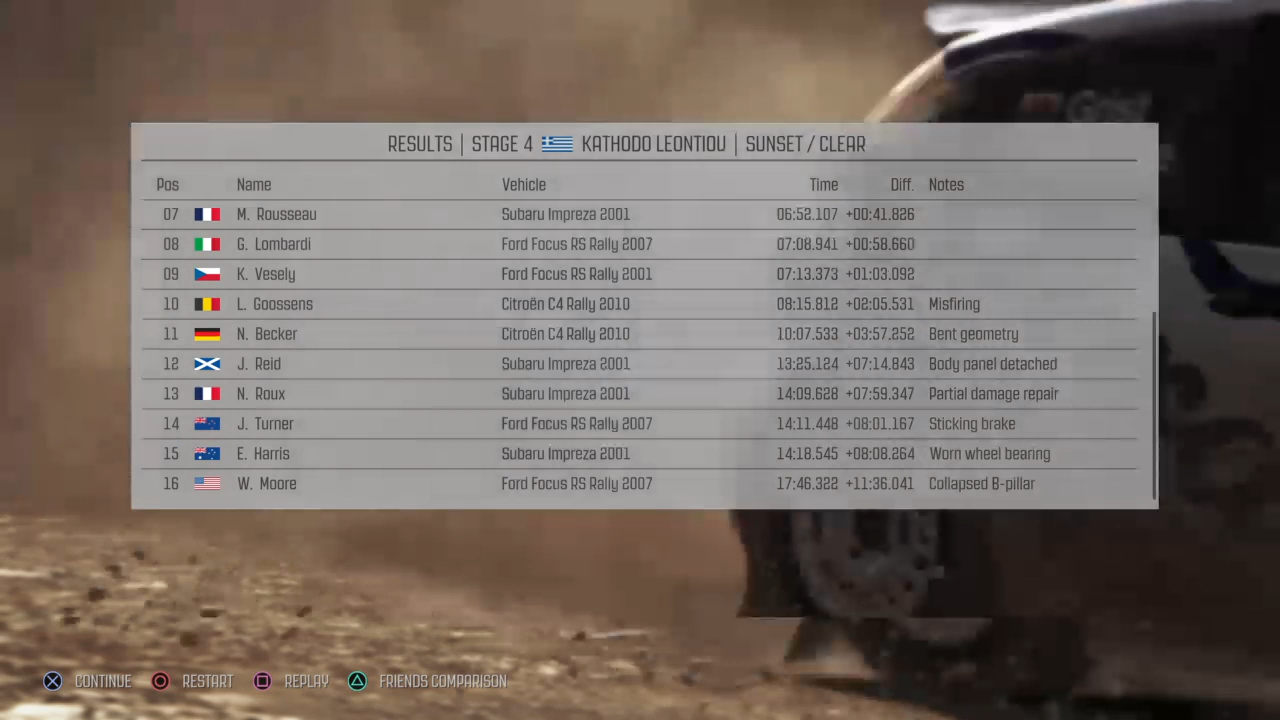 RESULTS | STAGE 4 KATHODO LEONTIOU | SUNSET / CLEAR
Pos Name Vehicle Time Diff. Notes
07 M. Rousseau Subaru Impreza 2001 06:52.107 +00:41.826
08 G. Lombardi Ford Focus RS Rally 2007 07:08.941 +00:58.660
09 K. Vesely Ford Focus RS Rally 2001 07:13.373 +01:03.092
10 L. Goossens Citroën C4 Rally 2010 08:15.812 +02:05.531 Misfiring
11 N. Becker Citroën C4 Rally 2010 10:07.533 +03:57.252 Bent geometry
12 J. Reid Subaru Impreza 2001 13:25.124 +07:14.843 Body panel detached
13 N. Roux Subaru Impreza 2001 14:09.628 +07:59.347 Partial damage repair
14 J. Turner Ford Focus RS Rally 2007 14:11.448 +08:01.167 Sticking brake
15 E. Harris Subaru Impreza 2001 14:18.545 +08:08.264 Worn wheel bearing
16 W. Moore Ford Focus RS Rally 2007 17:46.322 +11:36.041 Collapsed B-pillar
CONTINUE RESTART REPLAY FRIENDS COMPARISON